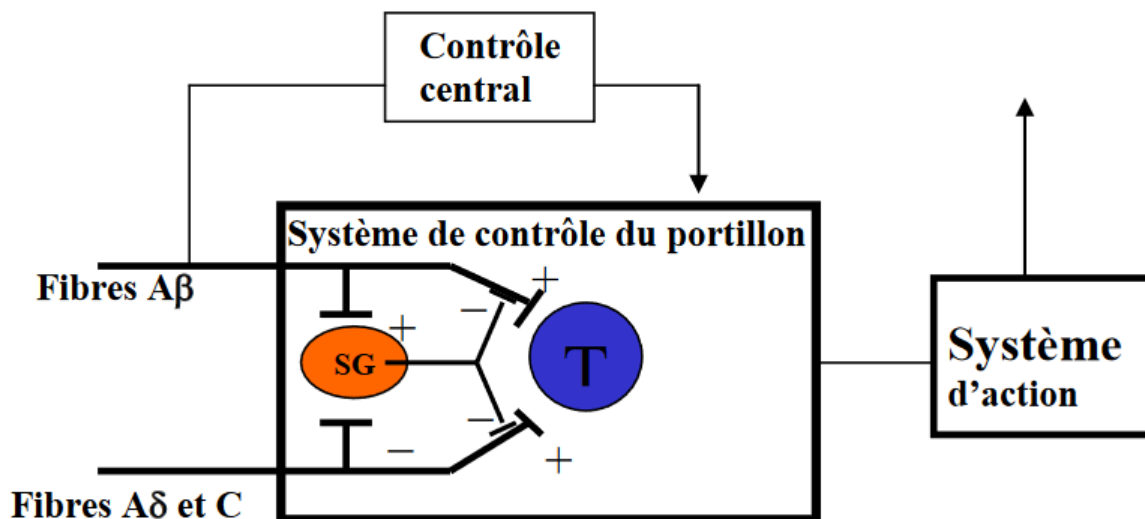 Contrôle
central
Système de contrôle du portillon
Fibres Aβ
+
−
+
SG
T
Système
d’action
−
−
+
Fibres Aδ et C